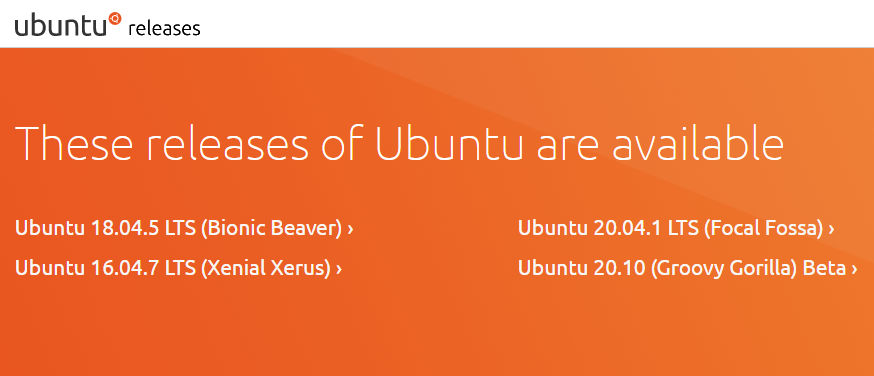 ubuntu releases
These releases of Ubuntu are available
Ubuntu 18.04.5 LTS (Bionic Beaver) ›
Ubuntu 20.04.1 LTS (Focal Fossa) ›
Ubuntu 16.04.7 LTS (Xenial Xerus) ›
Ubuntu 20.10 (Groovy Gorilla) Beta ›